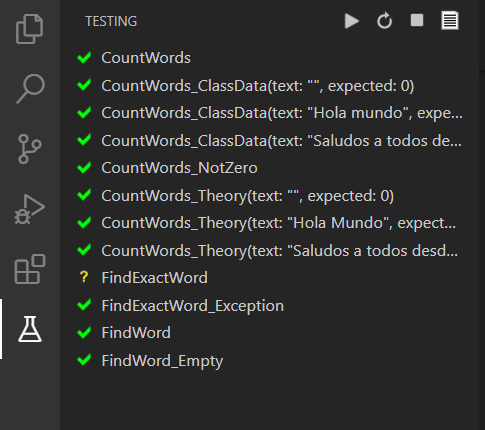 TESTING
CountWords
CountWords_ClassData(text: "", expected: 0)
CountWords_ClassData(text: "Hola mundo", expe...
CountWords_ClassData(text: "Saludos a todos de...
CountWords_NotZero
CountWords_Theory(text: "", expected: 0)
CountWords_Theory(text: "Hola Mundo", expect...
CountWords_Theory(text: "Saludos a todos desd...
? FindExactWord
FindExactWord_Exception
FindWord
FindWord_Empty